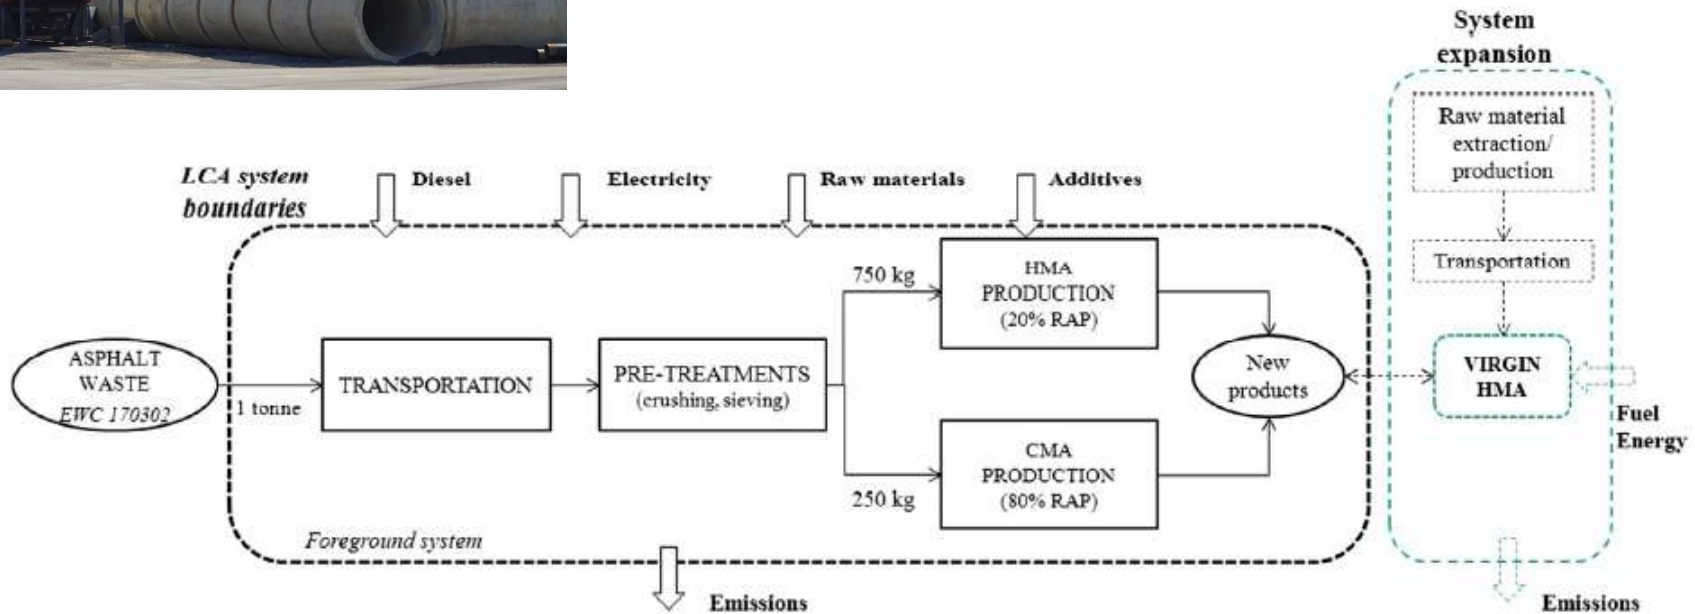 System
expansion
Raw material
extraction/
production
Transportation
VIRGIN
HMA
Fuel
Energy
Emissions
LCA system
boundaries
Diesel
Electricity
Raw materials
Additives
ASPHALT
WASTE
EWC 170302
1 tonne
TRANSPORTATION
PRE-TREATMENTS
(crushing, sieving)
750 kg
HMA
PRODUCTION
(20% RAP)
250 kg
CMA
PRODUCTION
(80% RAP)
New
products
Foreground system
Emissions